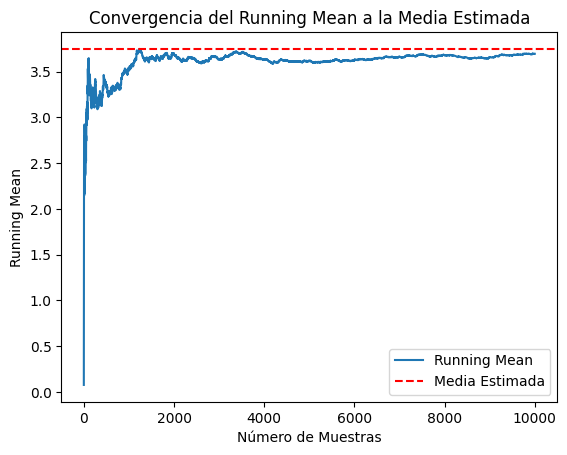 Convergencia del Running Mean a la Media Estimada
Running Mean
3.5
3.0
2.5
2.0
1.5
1.0
0.5
0.0
0
2000
4000
6000
8000
10000
Número de Muestras
Running Mean
Media Estimada